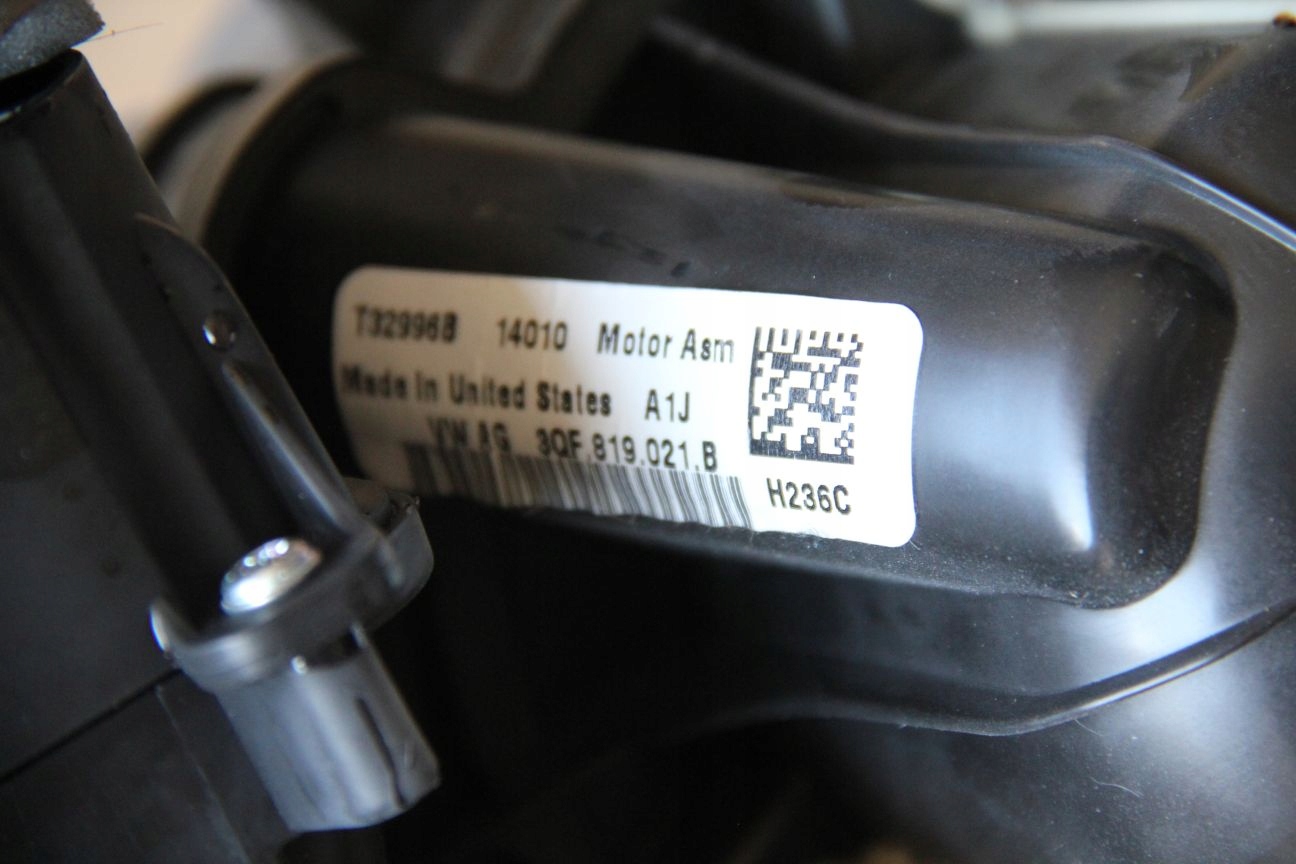 T32996B 14010 Motor Asm
Made In United States A1J
VW AG 3QF.819.021.B
H236C